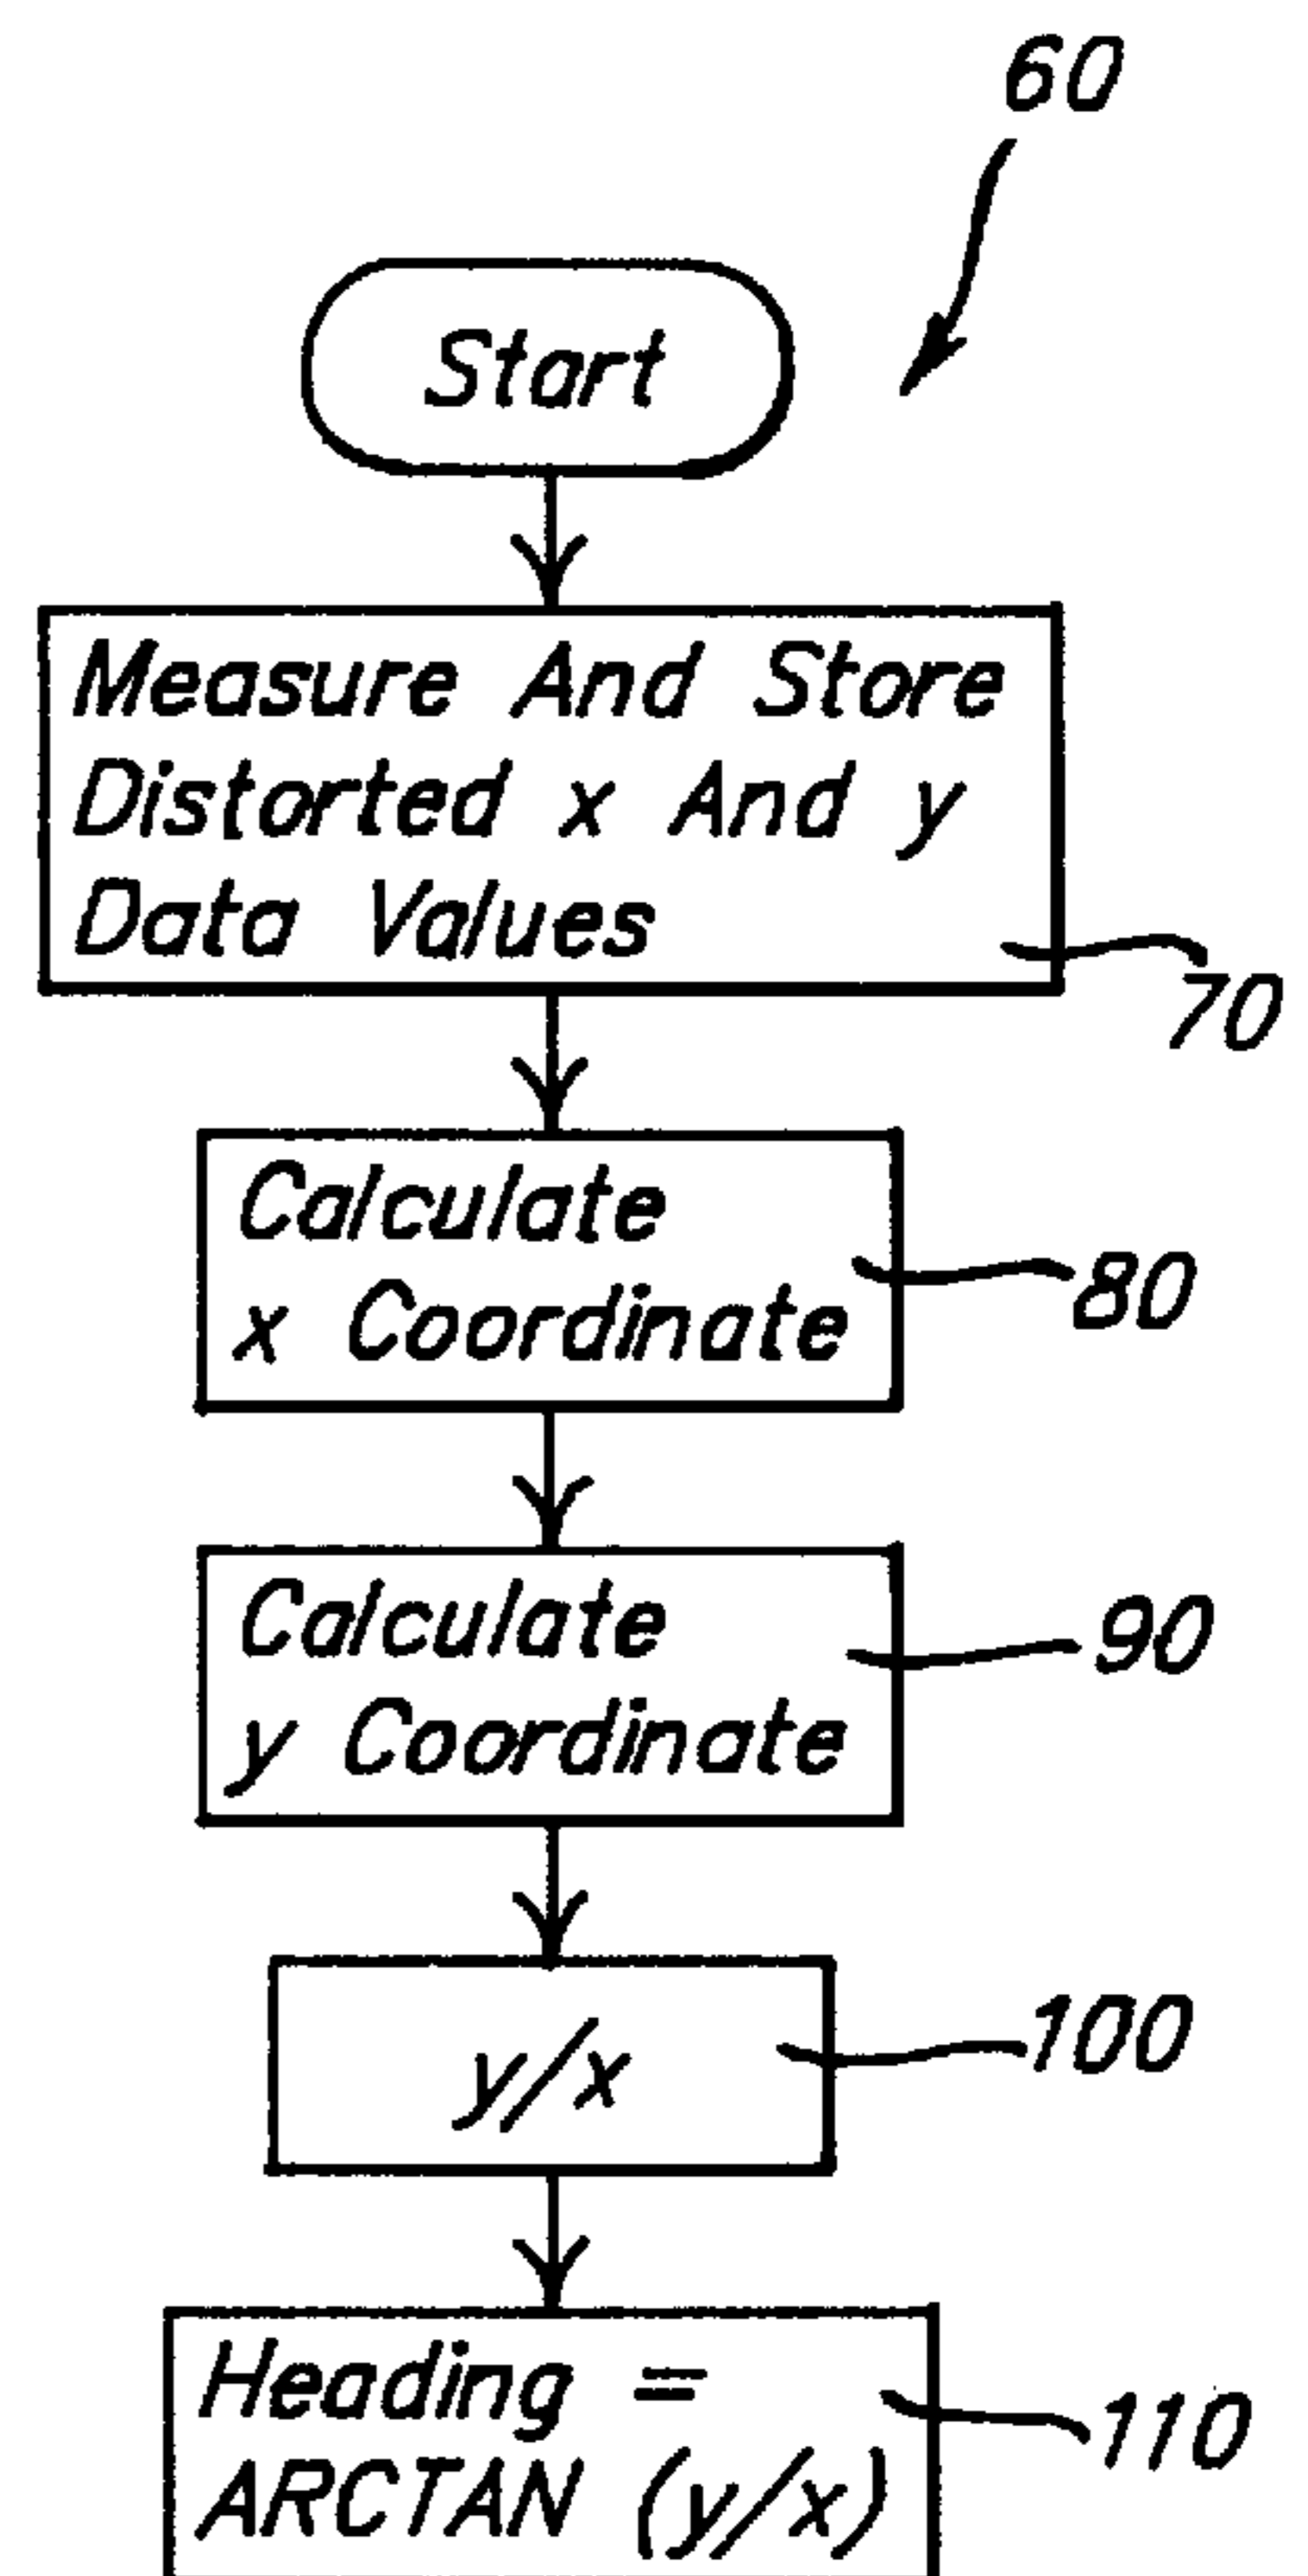 60
Start
Measure And Store
Distorted x And y
Data Values
70
Calculate
x Coordinate
80
Calculate
y Coordinate
90
y/x
100
Heading =
ARCTAN (y/x)
110